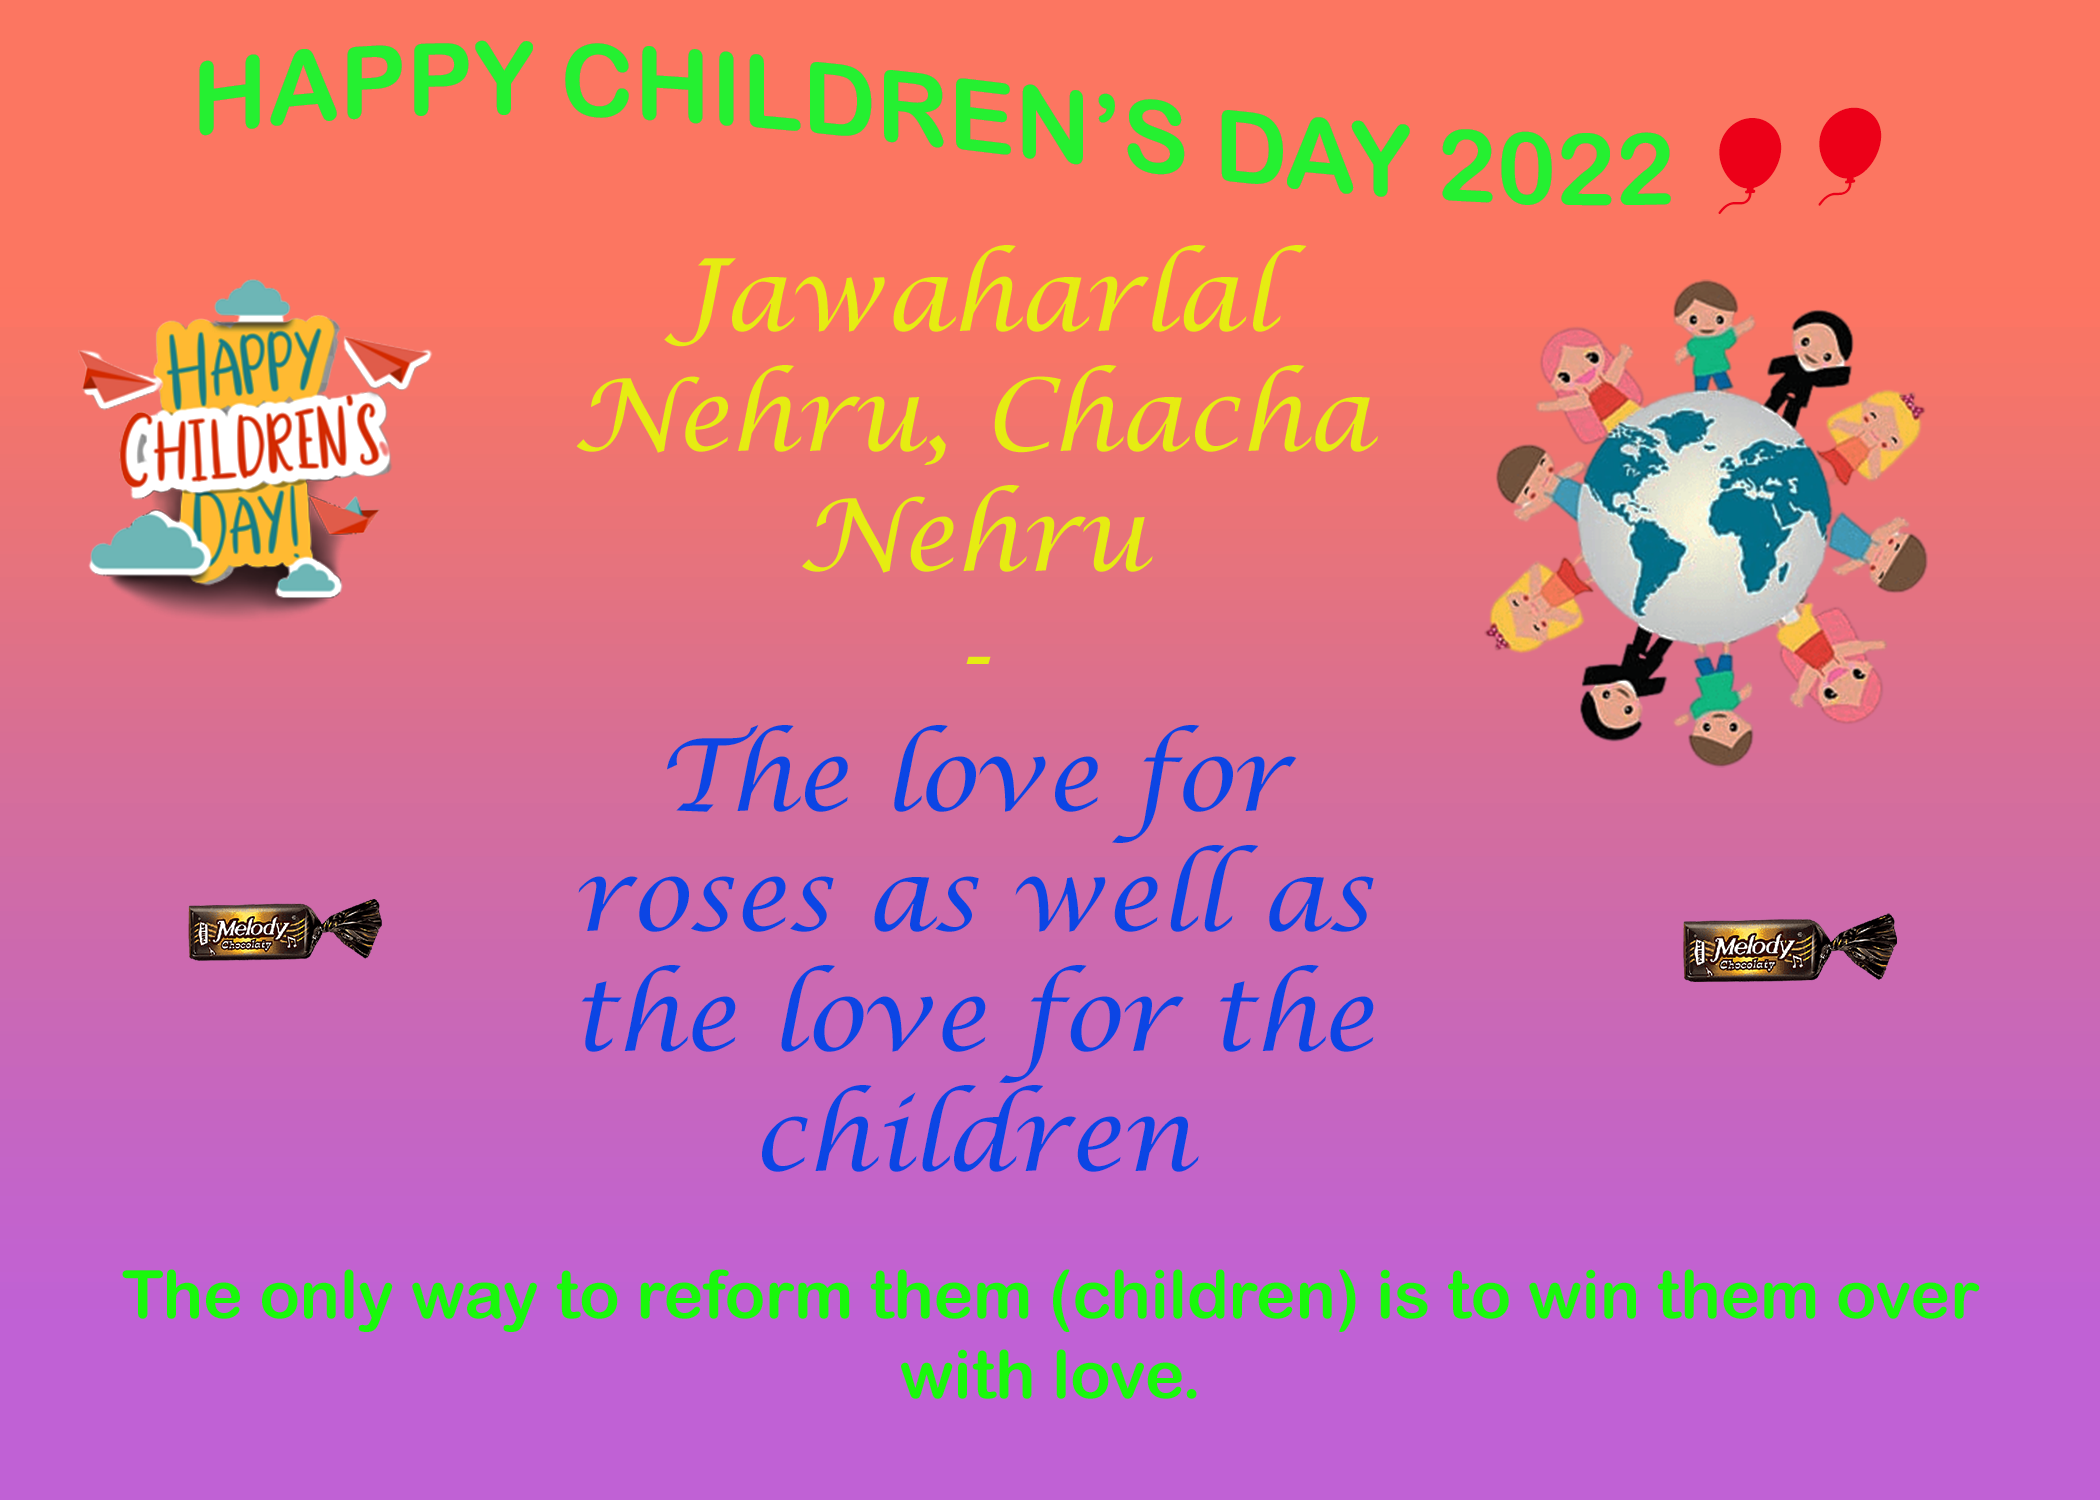 HAPPY CHILDREN’S DAY 2022
Jawaharlal
Nehru, Chacha
Nehru
-
The love for
roses as well as
the love for the
children
HAPPY
CHILDREN'S
DAY!
Melody
Chocolaty
Melody
Chocolaty
The only way to reform them (children) is to win them over
with love.